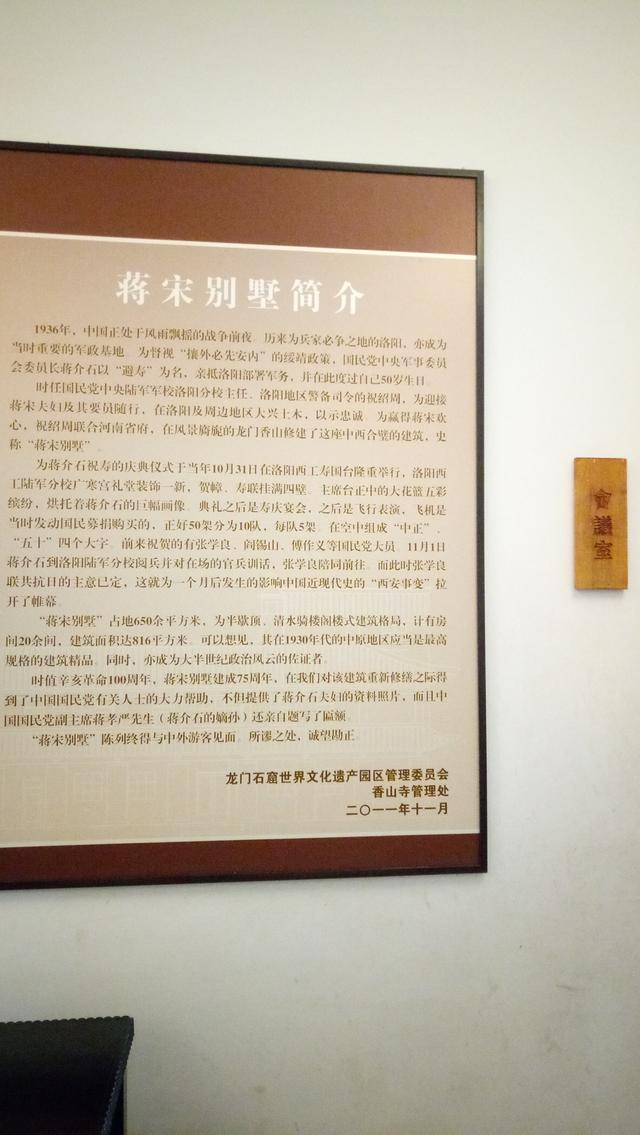 蒋宋别墅简介
1936年，中国正处于风雨飘摇的战争前夜。历来为兵家必争之地的洛阳，亦成为
当时重要的军政基地。为督视“攘外必先安内”的绥靖政策，国民党中央军事委员
会委员长蒋介石以“避寿”为名，亲抵洛阳部署军务，并在此度过自己50岁生日。
时任国民党中央陆军军校洛阳分校主任、洛阳地区警备司令的祝绍周，为迎接
蒋宋夫妇及其要员随行，在洛阳及周边地区大兴土木，以示忠诚。为赢得蒋宋欢
心，祝绍周联合河南省府，在风景旖旎的龙门香山修建了这座中西合璧的建筑，史
称“蒋宋别墅”。
为蒋介石祝寿的庆典仪式于当年10月31日在洛阳西工寿国台隆重举行，洛阳西
工陆军分校广寒宫礼堂装饰一新，贺幛、寿联挂满四壁。主席台正中的大花篮五彩
缤纷，烘托着蒋介石的巨幅画像。典礼之后是寿庆宴会，之后是飞行表演，飞机是
当时发动国民募捐购买的，正好50架分为10队，每队5架。在空中组成“中正”、
“五十”四个大字。前来祝贺的有张学良、阎锡山、傅作义等国民党大员。11月1日
蒋介石到洛阳陆军分校阅兵并对在场的官兵训话，张学良陪同前往。而此时张学良
联共抗日的主意已定，这就为一个月后发生的影响中国近现代史的“西安事变”拉
开了帷幕。
“蒋宋别墅”占地650余平方米，为半歇顶、清水骑楼阁楼式建筑格局，计有房
间20余间，建筑面积达816平方米。可以想见，其在1930年代的中原地区应当是最高
规格的建筑精品。同时，亦成为大半世纪政治风云的佐证者。
时值辛亥革命100周年，蒋宋别墅建成75周年，在我们对该建筑重新修缮之际得
到了中国国民党有关人士的大力帮助，不但提供了蒋介石夫妇的资料照片，而且中
国国民党副主席蒋孝严先生（蒋介石的嫡孙）还亲自题写了匾额。
“蒋宋别墅”陈列终得与中外游客见面。所谬之处，诚望勘正。
龙门石窟世界文化遗产园区管理委员会
香山寺管理处
二〇一一年十一月
會議室